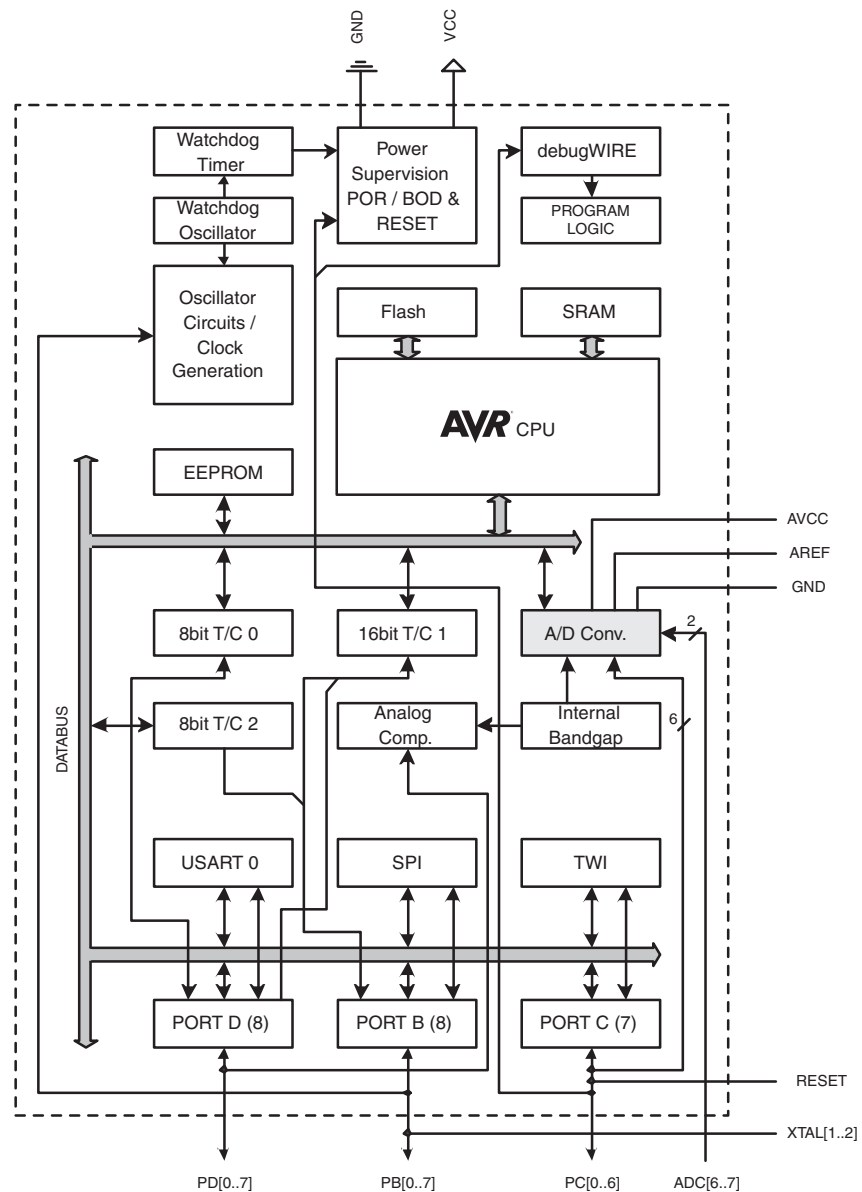 GND
VCC
Watchdog
Timer
Power
Supervision
POR / BOD &
RESET
debugWIRE
Watchdog
Oscillator
PROGRAM
LOGIC
Oscillator
Circuits /
Clock
Generation
Flash
SRAM
AVR CPU
EEPROM
AVCC
AREF
GND
8bit T/C 0
16bit T/C 1
A/D Conv.
2
DATABUS
8bit T/C 2
Analog
Comp.
Internal
Bandgap
6
USART 0
SPI
TWI
PORT D (8)
PORT B (8)
PORT C (7)
RESET
XTAL[1..2]
PD[0..7]
PB[0..7]
PC[0..6]
ADC[6..7]